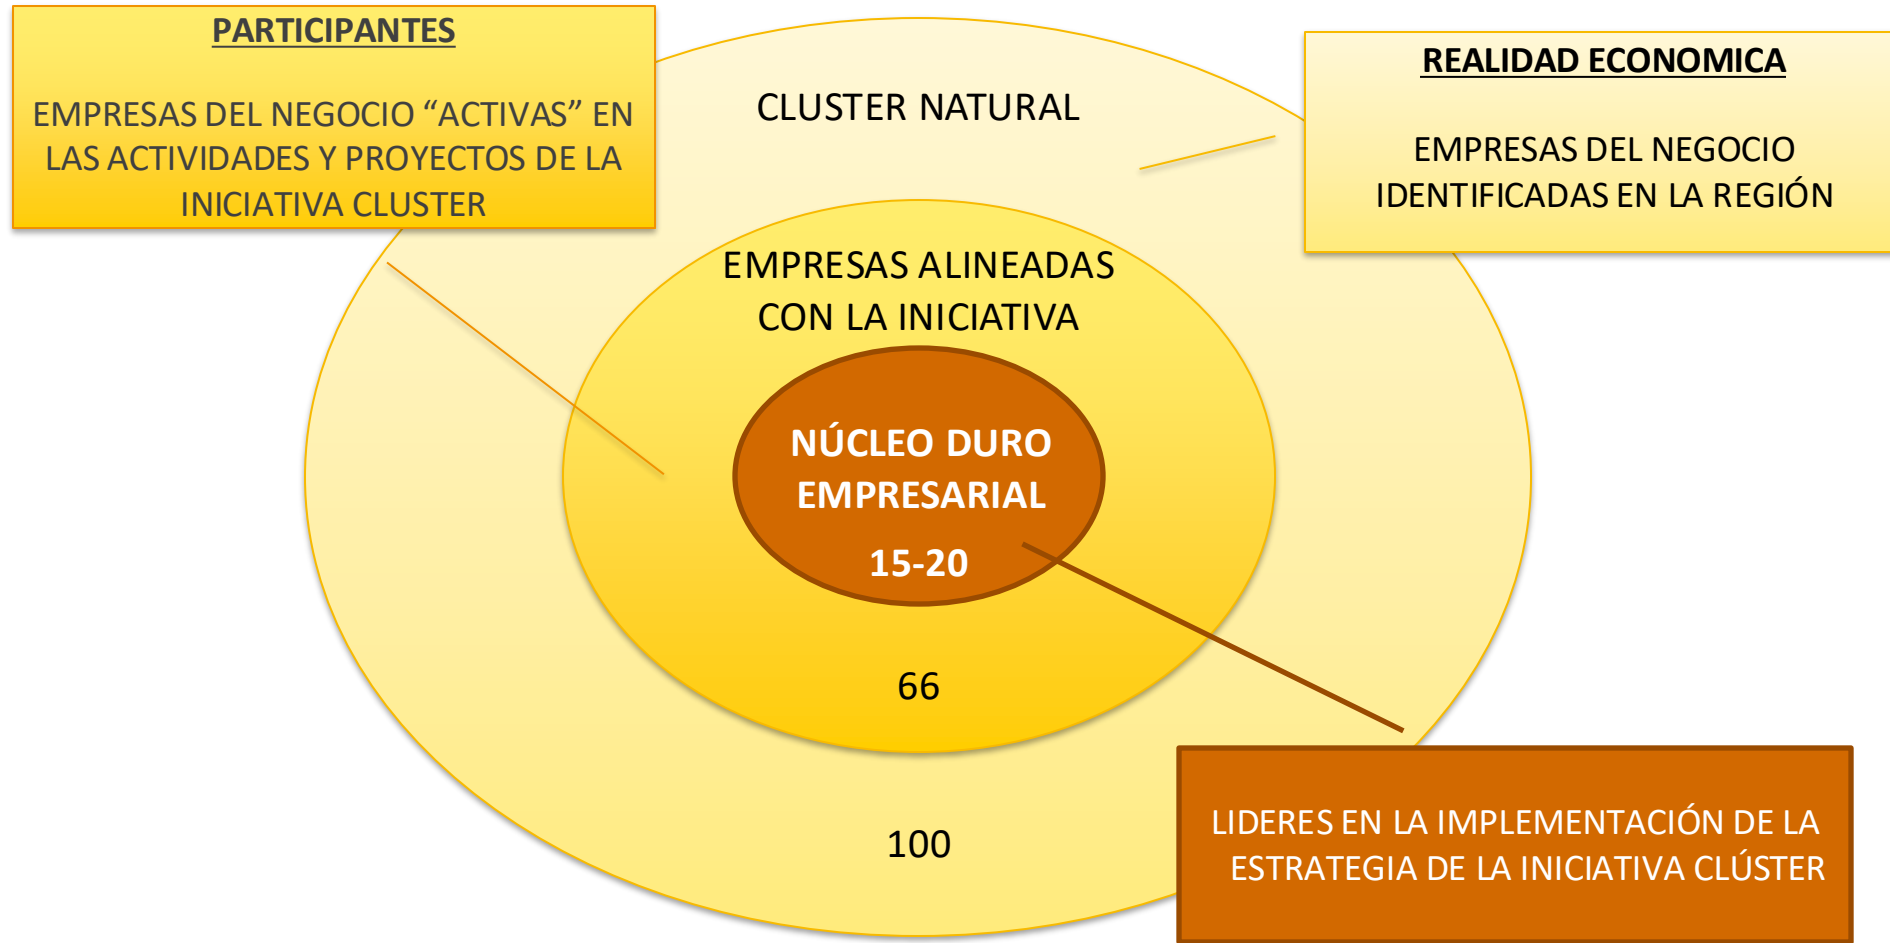 PARTICIPANTES
EMPRESAS DEL NEGOCIO “ACTIVAS” EN
LAS ACTIVIDADES Y PROYECTOS DE LA
INICIATIVA CLUSTER
CLUSTER NATURAL
REALIDAD ECONOMICA
EMPRESAS DEL NEGOCIO
IDENTIFICADAS EN LA REGIÓN
EMPRESAS ALINEADAS
CON LA INICIATIVA
NÚCLEO DURO
EMPRESARIAL
15-20
66
100
LIDERES EN LA IMPLEMENTACIÓN DE LA
ESTRATEGIA DE LA INICIATIVA CLÚSTER